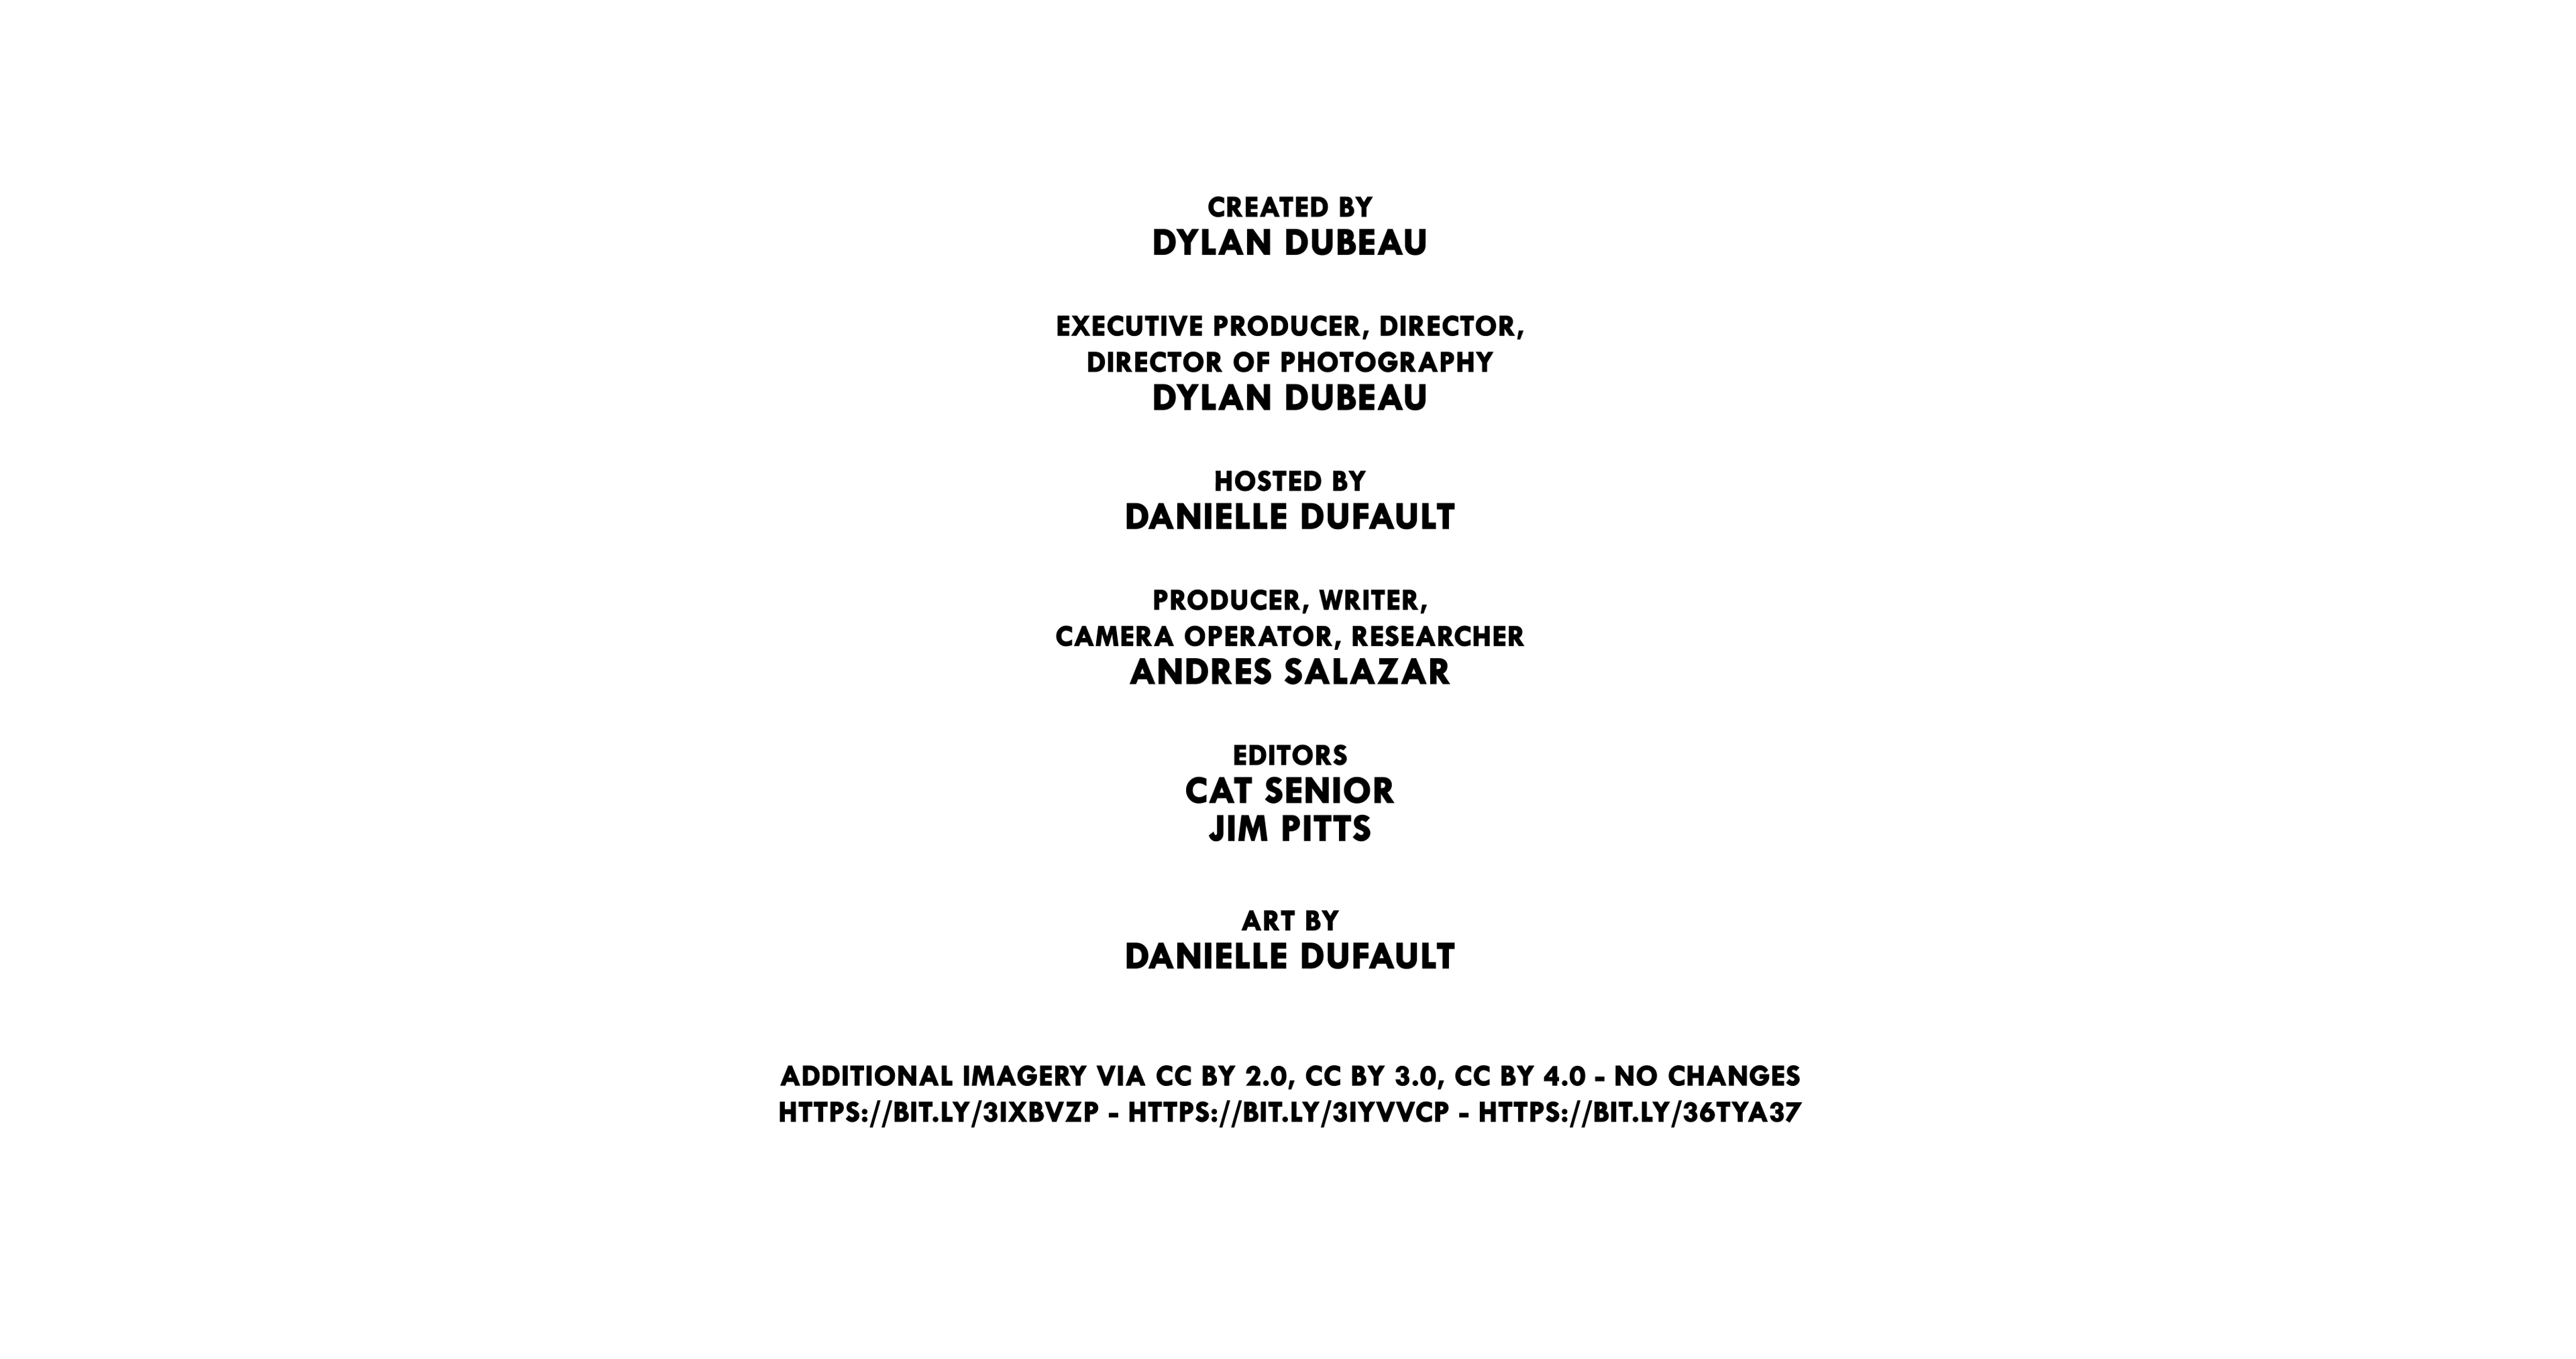 CREATED BY
DYLAN DUBEAU
EXECUTIVE PRODUCER, DIRECTOR,
DIRECTOR OF PHOTOGRAPHY
DYLAN DUBEAU
HOSTED BY
DANIELLE DUFAULT
PRODUCER, WRITER,
CAMERA OPERATOR, RESEARCHER
ANDRES SALAZAR
EDITORS
CAT SENIOR
JIM PITTS
ART BY
DANIELLE DUFAULT
ADDITIONAL IMAGERY VIA CC BY 2.0, CC BY 3.0, CC BY 4.0 - NO CHANGES
HTTPS://BIT.LY/3IXBVZP - HTTPS://BIT.LY/3IYVVCP - HTTPS://BIT.LY/36TYA37